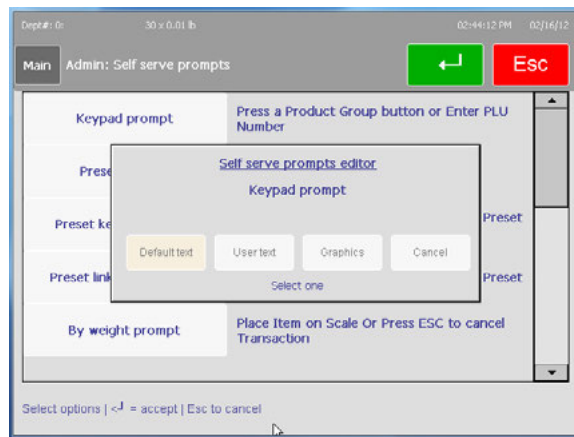 Dept#: 0: 30 x 0.01 lb 02:44:12 PM 02/16/12
Main Admin: Self serve prompts Esc
Keypad prompt Press a Product Group button or Enter PLU
Number
Prese
Self serve prompts editor
Keypad prompt
Preset ke Preset
Default text User text Graphics Cancel
Preset link Preset
Select one
By weight prompt Place Item on Scale Or Press ESC to cancel
Transaction
Select options | <┘ = accept | Esc to cancel